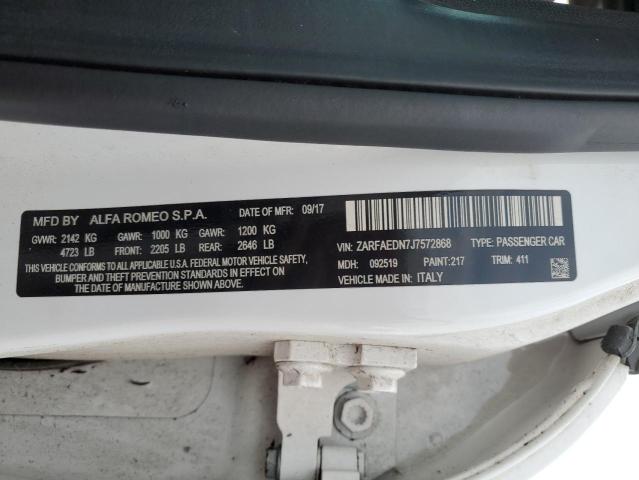 MFD BY ALFA ROMEO S.P.A. DATE OF MFR: 09/17
GVWR: 2142 KG GAWR: 1000 KG GAWR: 1200 KG
4723 LB FRONT: 2205 LB REAR: 2646 LB
THIS VEHICLE CONFORMS TO ALL APPLICABLE U.S.A. FEDERAL MOTOR VEHICLE SAFETY,
BUMPER AND THEFT PREVENTION STANDARDS IN EFFECT ON THE
DATE OF MANUFACTURE SHOWN ABOVE.
VIN: ZARFAEDN7J7572868 TYPE: PASSENGER CAR
MDH: 092519 PAINT:217 TRIM: 411
VEHICLE MADE IN: ITALY